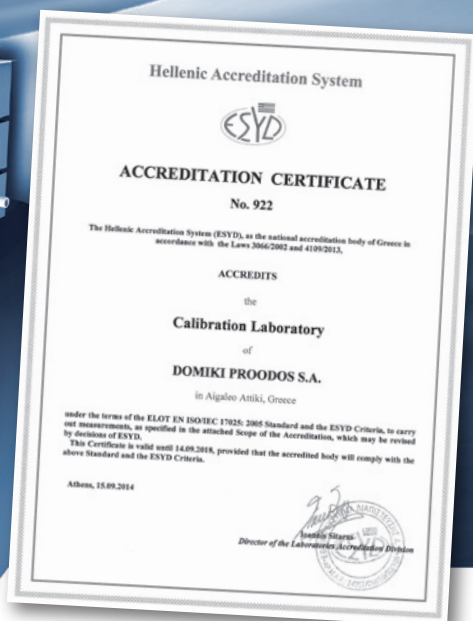 Hellenic Accreditation System
ESYD
ACCREDITATION CERTIFICATE
No. 922
The Hellenic Accreditation System (ESYD), as the national accreditation body of Greece in
accordance with the Laws 3066/2002 and 4109/2013,
ACCREDITS
the
Calibration Laboratory
of
DOMIKI PROODOS S.A.
in Aigaleo Attiki, Greece
under the terms of the ELOT EN ISO/IEC 17025: 2005 Standard and the ESYD Criteria, to carry
out measurements, as specified in the attached Scope of the Accreditation, which may be revised
by decisions of ESYD.
This Certificate is valid until 14.09.2018, provided that the accredited body will comply with the
above Standard and the ESYD Criteria.
Athens, 15.09.2014
Ioannis Sitaras
Director of the Laboratories Accreditation Division